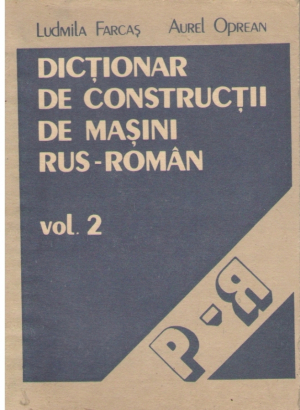 Ludmila FARCAȘ Aurel OPREAN
DICȚIONAR
DE CONSTRUCȚII
DE MAȘINI
RUS-ROMÂN
vol. 2
Р-Я